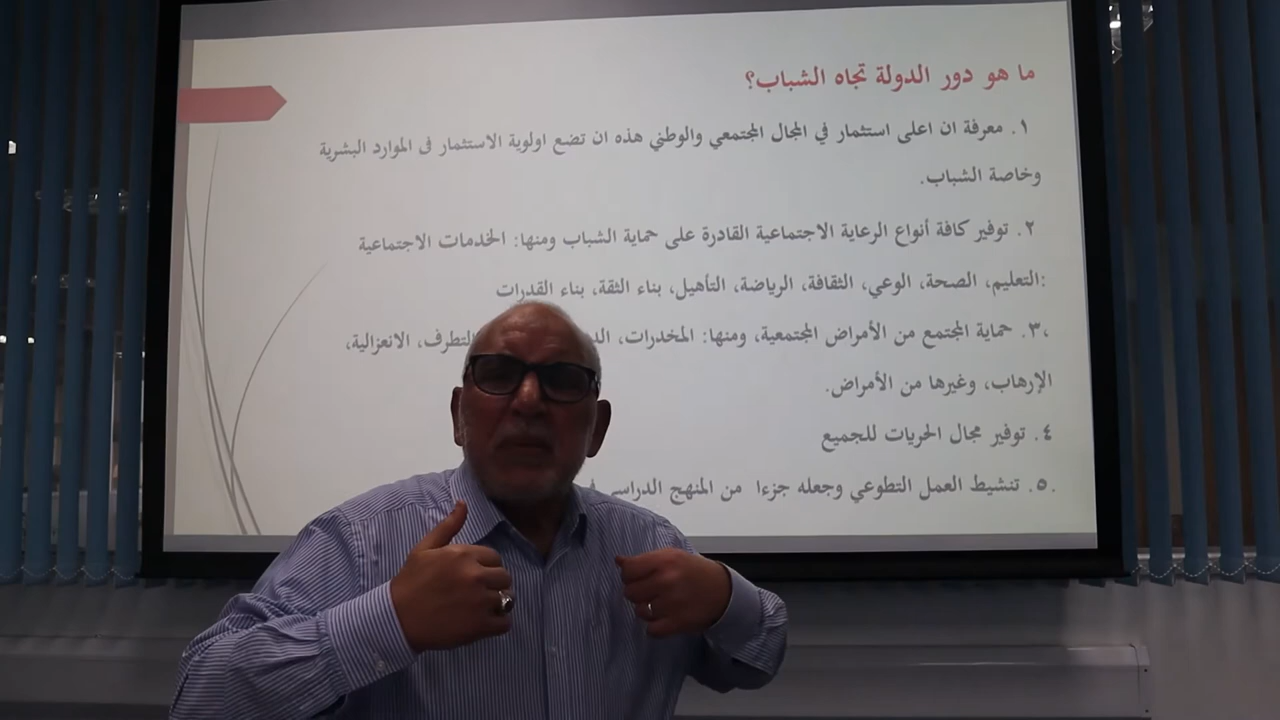 ما هو دور الدولة تجاه الشباب؟
١. معرفة ان اعلى استثمار في المجال المجتمعي والوطني هذه ان تضع اولوية الاستثمار فى الموارد البشرية
وخاصة الشباب.
٢. توفير كافة أنواع الرعاية الاجتماعية القادرة على حماية الشباب ومنها: الخدمات الاجتماعية
:التعليم، الصحة، الوعي، الثقافة، الرياضة، التأهيل، بناء الثقة، بناء القدرات
،٣. حماية المجتمع من الأمراض المجتمعية، ومنها: المخدرات، التطرف، الانعزالية،
الإرهاب، وغيرها من الأمراض.
٤. توفير مجال الحريات للجميع
.٥. تنشيط العمل التطوعي وجعله جزءا من المنهج الدراسي